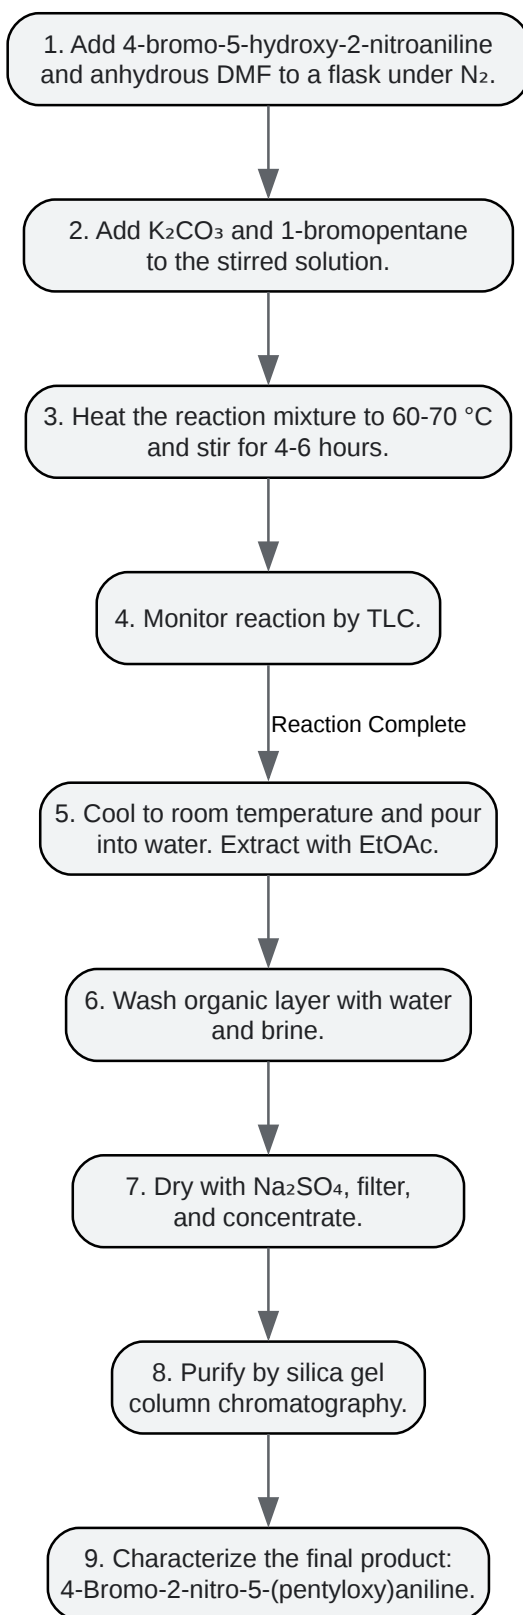 1. Add 4-bromo-5-hydroxy-2-nitroaniline
and anhydrous DMF to a flask under N₂.
2. Add K₂CO₃ and 1-bromopentane
to the stirred solution.
3. Heat the reaction mixture to 60-70 °C
and stir for 4-6 hours.
4. Monitor reaction by TLC.
Reaction Complete
5. Cool to room temperature and pour
into water. Extract with EtOAc.
6. Wash organic layer with water
and brine.
7. Dry with Na₂SO₄, filter,
and concentrate.
8. Purify by silica gel
column chromatography.
9. Characterize the final product:
4-Bromo-2-nitro-5-(pentyloxy)aniline.